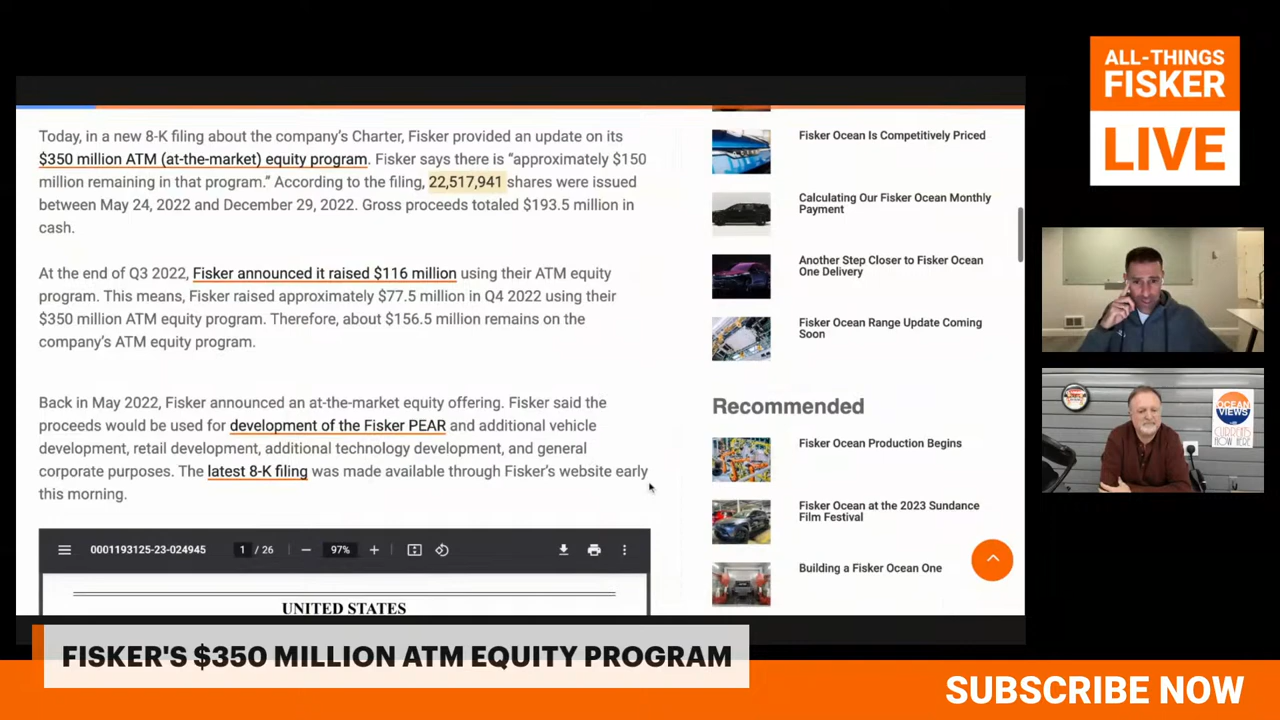 Today, in a new 8-K filing about the company's Charter, Fisker provided an update on its
$350 million ATM (at-the-market) equity program. Fisker says there is "approximately $150
million remaining in that program." According to the filing, 22,517,941 shares were issued
between May 24, 2022 and December 29, 2022. Gross proceeds totaled $193.5 million in
cash.
At the end of Q3 2022, Fisker announced it raised $116 million using their ATM equity
program. This means, Fisker raised approximately $77.5 million in Q4 2022 using their
$350 million ATM equity program. Therefore, about $156.5 million remains on the
company's ATM equity program.
Back in May 2022, Fisker announced an at-the-market equity offering. Fisker said the
proceeds would be used for development of the Fisker PEAR and additional vehicle
development, retail development, additional technology development, and general
corporate purposes. The latest 8-K filing was made available through Fisker's website early
this morning.
0001193125-23-024945 1 / 26 97%
UNITED STATES
Fisker Ocean Is Competitively Priced
Calculating Our Fisker Ocean Monthly
Payment
Another Step Closer to Fisker Ocean
One Delivery
Fisker Ocean Range Update Coming
Soon
Recommended
Fisker Ocean Production Begins
Fisker Ocean at the 2023 Sundance
Film Festival
Building a Fisker Ocean One
ALL-THINGS
FISKER
LIVE
OCEAN
VIEWS
CURRENTS
FLOW HERE
FISKER'S $350 MILLION ATM EQUITY PROGRAM
SUBSCRIBE NOW